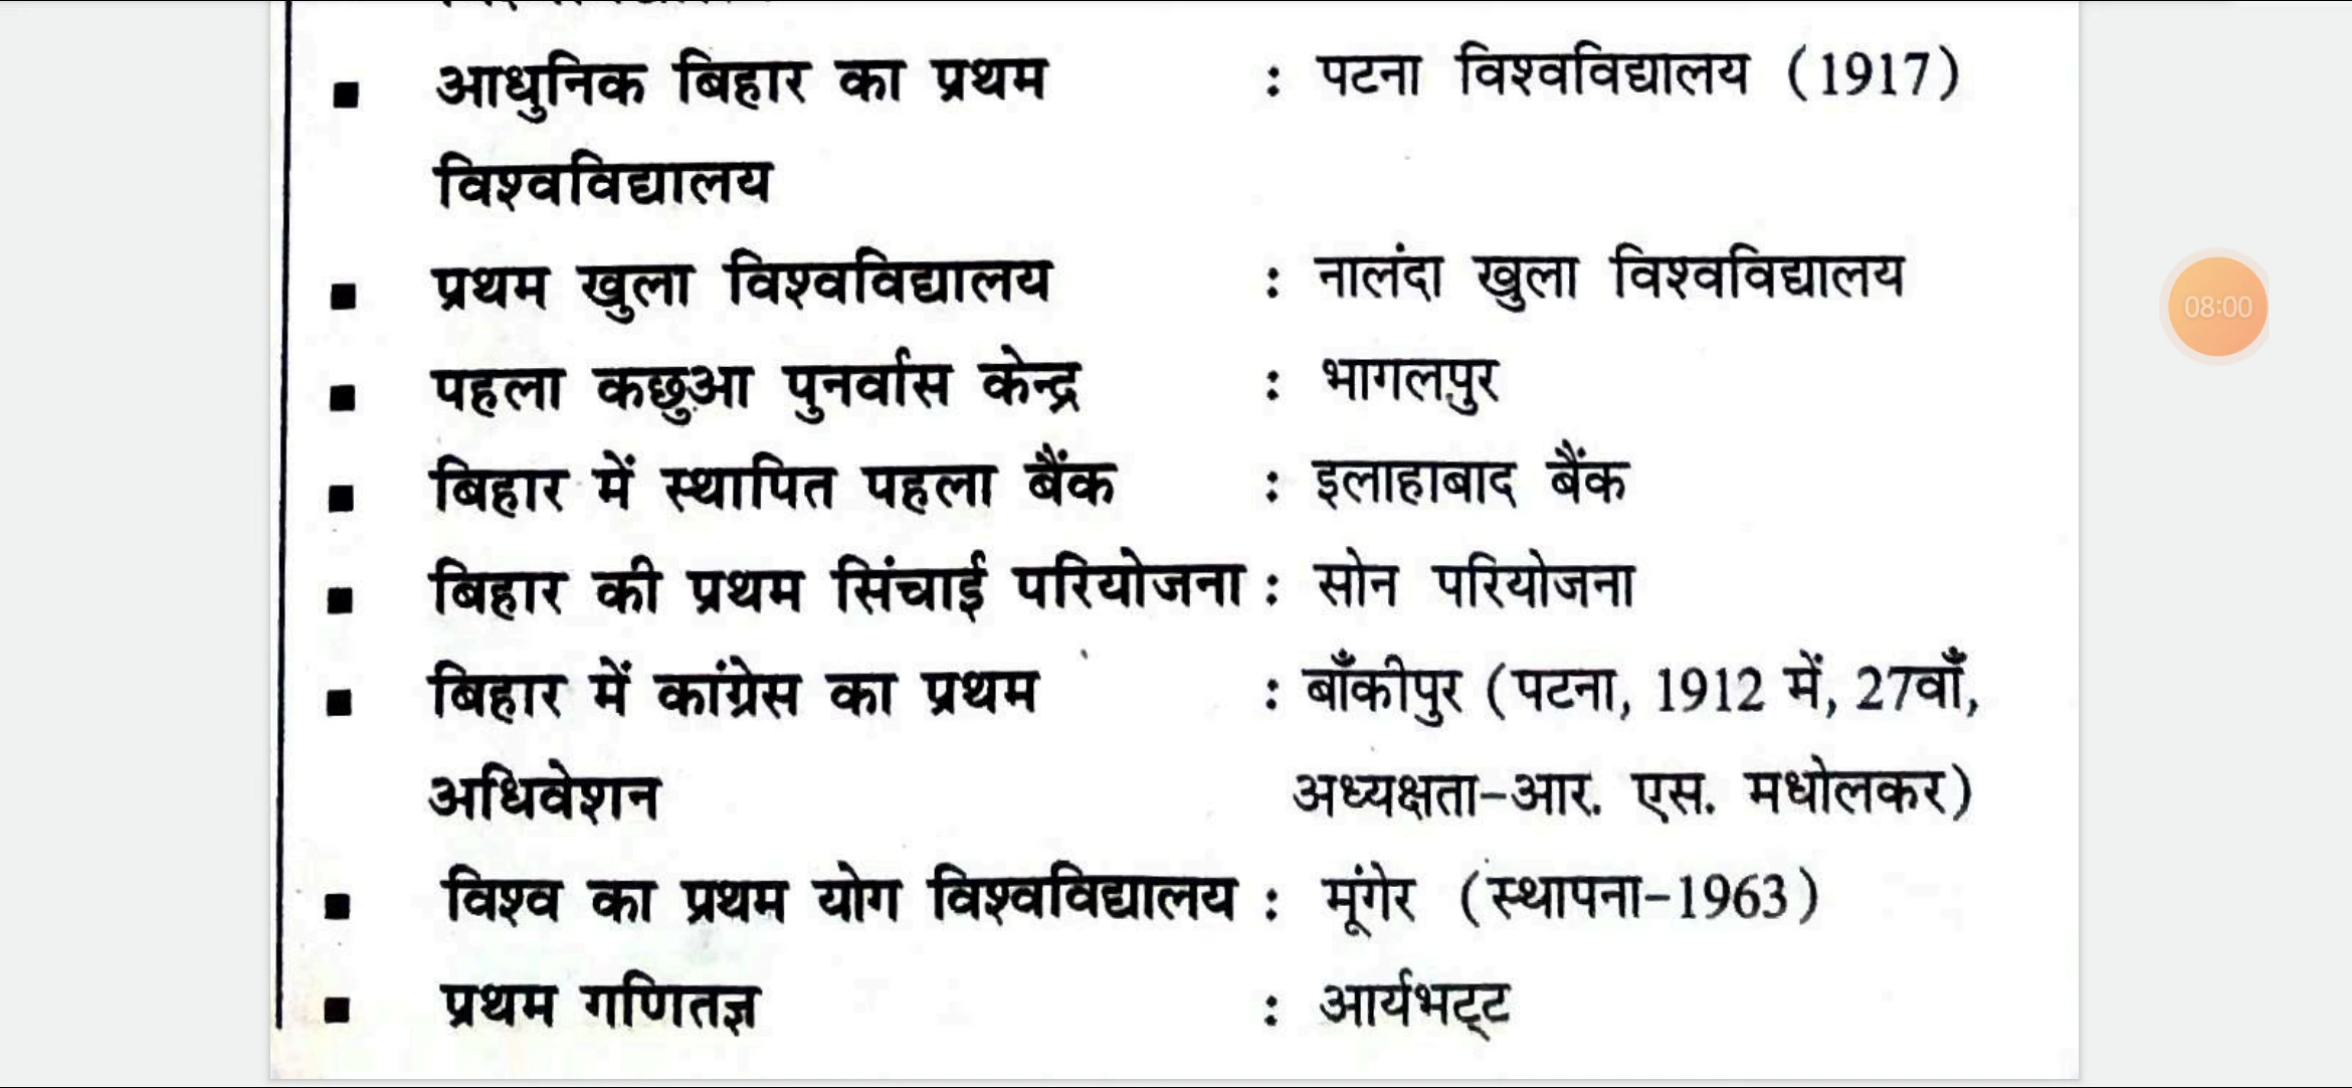 ■ आधुनिक बिहार का प्रथम : पटना विश्वविद्यालय (1917)
विश्वविद्यालय
■ प्रथम खुला विश्वविद्यालय : नालंदा खुला विश्वविद्यालय
■ पहला कछुआ पुनर्वास केन्द्र : भागलपुर
■ बिहार में स्थापित पहला बैंक : इलाहाबाद बैंक
■ बिहार की प्रथम सिंचाई परियोजना : सोन परियोजना
■ बिहार में कांग्रेस का प्रथम : बाँकीपुर (पटना, 1912 में, 27वाँ,
अधिवेशन अध्यक्षता-आर. एस. मधोलकर)
■ विश्व का प्रथम योग विश्वविद्यालय : मूंगेर (स्थापना-1963)
■ प्रथम गणितज्ञ : आर्यभट्ट
08:00